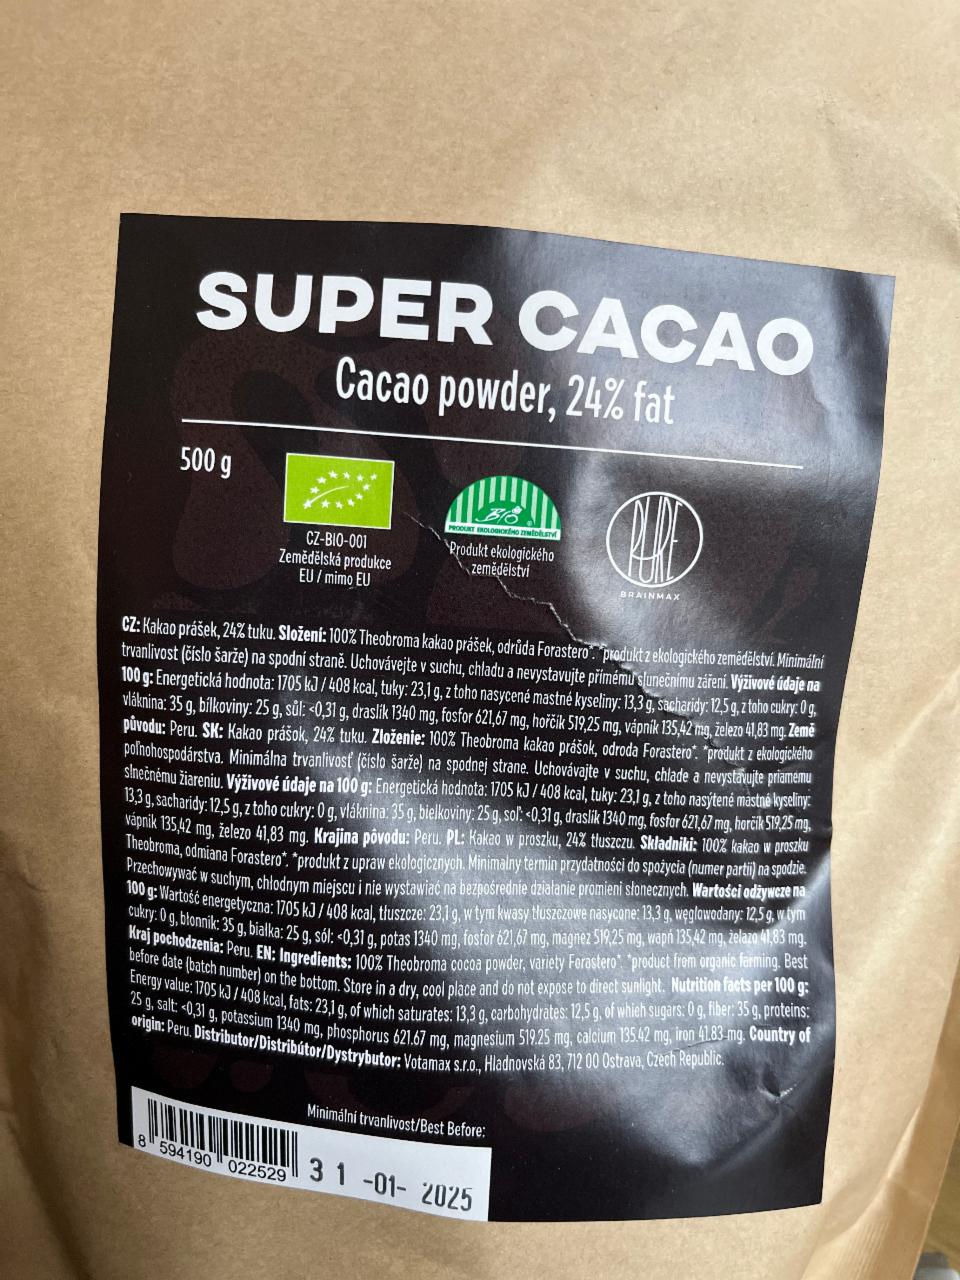 SUPER CACAO
Cacao powder, 24% fat
500 g
CZ-BIO-001
Zemědělská produkce
EU / mimo EU
BIO
PRODUKT EKOLOGICKÉHO ZEMĚDĚLSTVÍ
Produkt ekologického
zemědělství
PURE
BRAINMAX
CZ: Kakao prášek, 24% tuku. Složení: 100% Theobroma kakao prášek, odrůda Forastero*. *produkt z ekologického zemědělství. Minimální
trvanlivost (číslo šarže) na spodní straně. Uchovávejte v suchu, chladu a nevystavujte přímému slunečnímu záření. Výživové údaje na
100 g: Energetická hodnota: 1705 kJ / 408 kcal, tuky: 23,1 g, z toho nasycené mastné kyseliny: 13,3 g, sacharidy: 12,5 g, z toho cukry: 0 g,
vláknina: 35 g, bílkoviny: 25 g, sůl: <0,31 g, draslík 1340 mg, fosfor 621,67 mg, hořčík 519,25 mg, vápník 135,42 mg, železo 41,83 mg. Země
původu: Peru. SK: Kakao prášok, 24% tuku. Zloženie: 100% Theobroma kakao prášok, odroda Forastero*. *produkt z ekologického
poľnohospodárstva. Minimálna trvanlivosť (číslo šarže) na spodnej strane. Uchovávajte v suchu, chlade a nevystavujte priamemu
slnečnému žiareniu. Výživové údaje na 100 g: Energetická hodnota: 1705 kJ / 408 kcal, tuky: 23,1 g, z toho nasýtené mastné kyseliny:
13,3 g, sacharidy: 12,5 g, z toho cukry: 0 g, vláknina: 35 g, bielkoviny: 25 g, soľ: <0,31 g, draslík 1340 mg, fosfor 621,67 mg, horčík 519,25 mg,
vápnik 135,42 mg, železo 41,83 mg. Krajina pôvodu: Peru. PL: Kakao w proszku, 24% tłuszczu. Składniki: 100% kakao w proszku
Theobroma, odmiana Forastero*, *produkt z upraw ekologicznych. Minimalny termin przydatności do spożycia (numer partii) na spodzie.
Przechowywać w suchym, chłodnym miejscu i nie wystawiać na bezpośrednie działanie promieni słonecznych. Wartości odżywcze na
100 g: Wartość energetyczna: 1705 kJ / 408 kcal, tłuszcze: 23,1 g, w tym kwasy tłuszczowe nasycone: 13,3 g, węglowodany: 12,5 g, w tym
cukry: 0 g, błonnik: 35 g, białka: 25 g, sól: <0,31 g, potas 1340 mg, fosfor 621,67 mg, magnez 519,25 mg, wapń 135,42 mg, żelazo 41,83 mg.
Kraj pochodzenia: Peru. EN: Ingredients: 100% Theobroma cocoa powder, variety Forastero*. *product from organic farming. Best
before date (batch number) on the bottom. Store in a dry, cool place and do not expose to direct sunlight. Nutrition facts per 100 g:
Energy value: 1705 kJ / 408 kcal, fats: 23,1 g, of which saturates: 13,3 g, carbohydrates: 12,5 g, of which sugars: 0 g, fiber: 35 g, proteins:
25 g, salt: <0,31 g, potassium 1340 mg, phosphorus 621.67 mg, magnesium 519.25 mg, calcium 135.42 mg, iron 41.83 mg. Country of
origin: Peru. Distributor/Distribútor/Dystrybutor: Votamax s.r.o., Hladnovská 83, 712 00 Ostrava, Czech Republic.
Minimální trvanlivost/Best Before:
8 594190 022529
31 -01- 2025